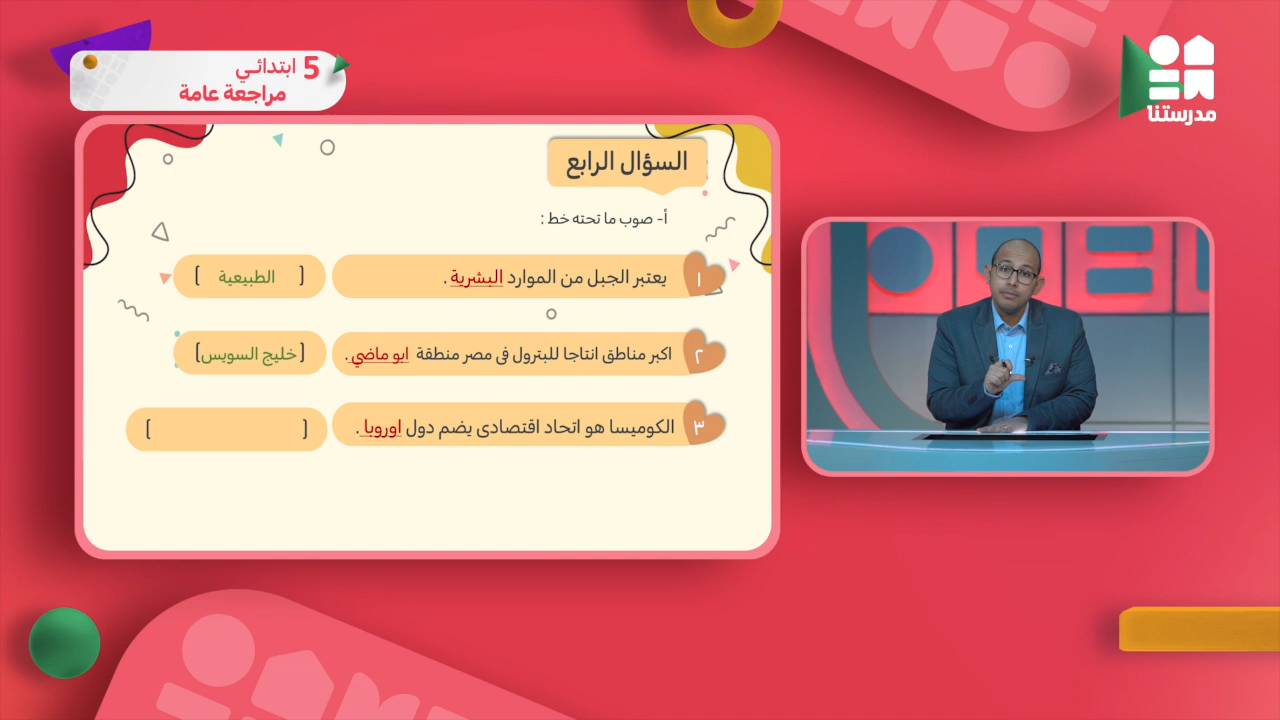 5 ابتدائي
مراجعة عامة
مدرستنا
السؤال الرابع
أ- صوب ما تحته خط :
١ يعتبر الجبل من الموارد البشرية . [ الطبيعية ]
٢ اكبر مناطق انتاجا للبترول فى مصر منطقة ابو ماضي . [خليج السويس]
٣ الكوميسا هو اتحاد اقتصادى يضم دول اوروبا . [ ]